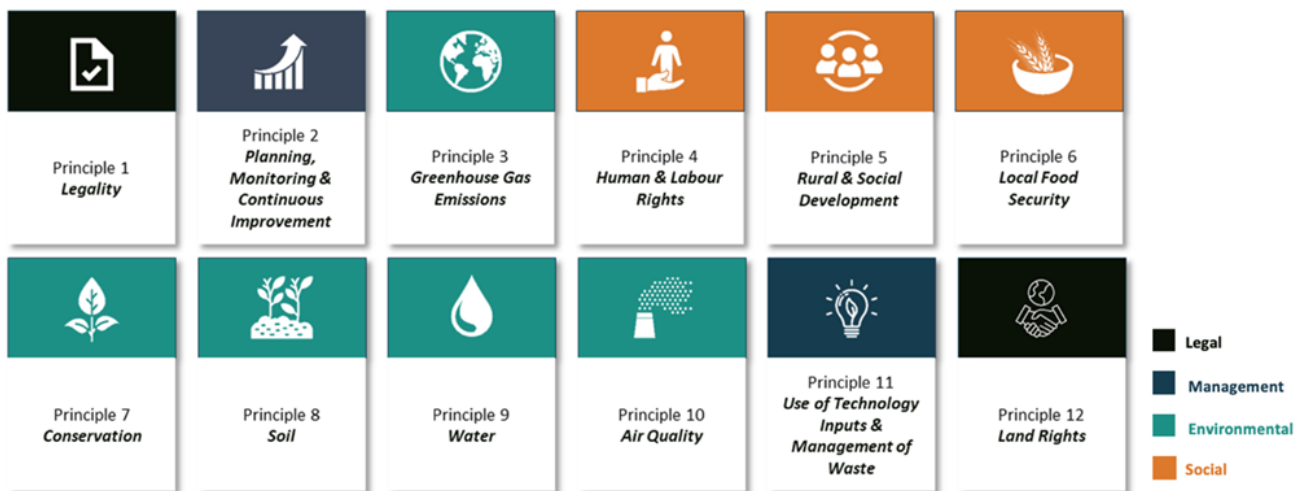 Principle 1
Legality
Principle 2
Planning,
Monitoring &
Continuous
Improvement
Principle 3
Greenhouse Gas
Emissions
Principle 4
Human & Labour
Rights
Principle 5
Rural & Social
Development
Principle 6
Local Food
Security
Principle 7
Conservation
Principle 8
Soil
Principle 9
Water
Principle 10
Air Quality
Principle 11
Use of Technology
Inputs &
Management of
Waste
Principle 12
Land Rights
Legal
Management
Environmental
Social